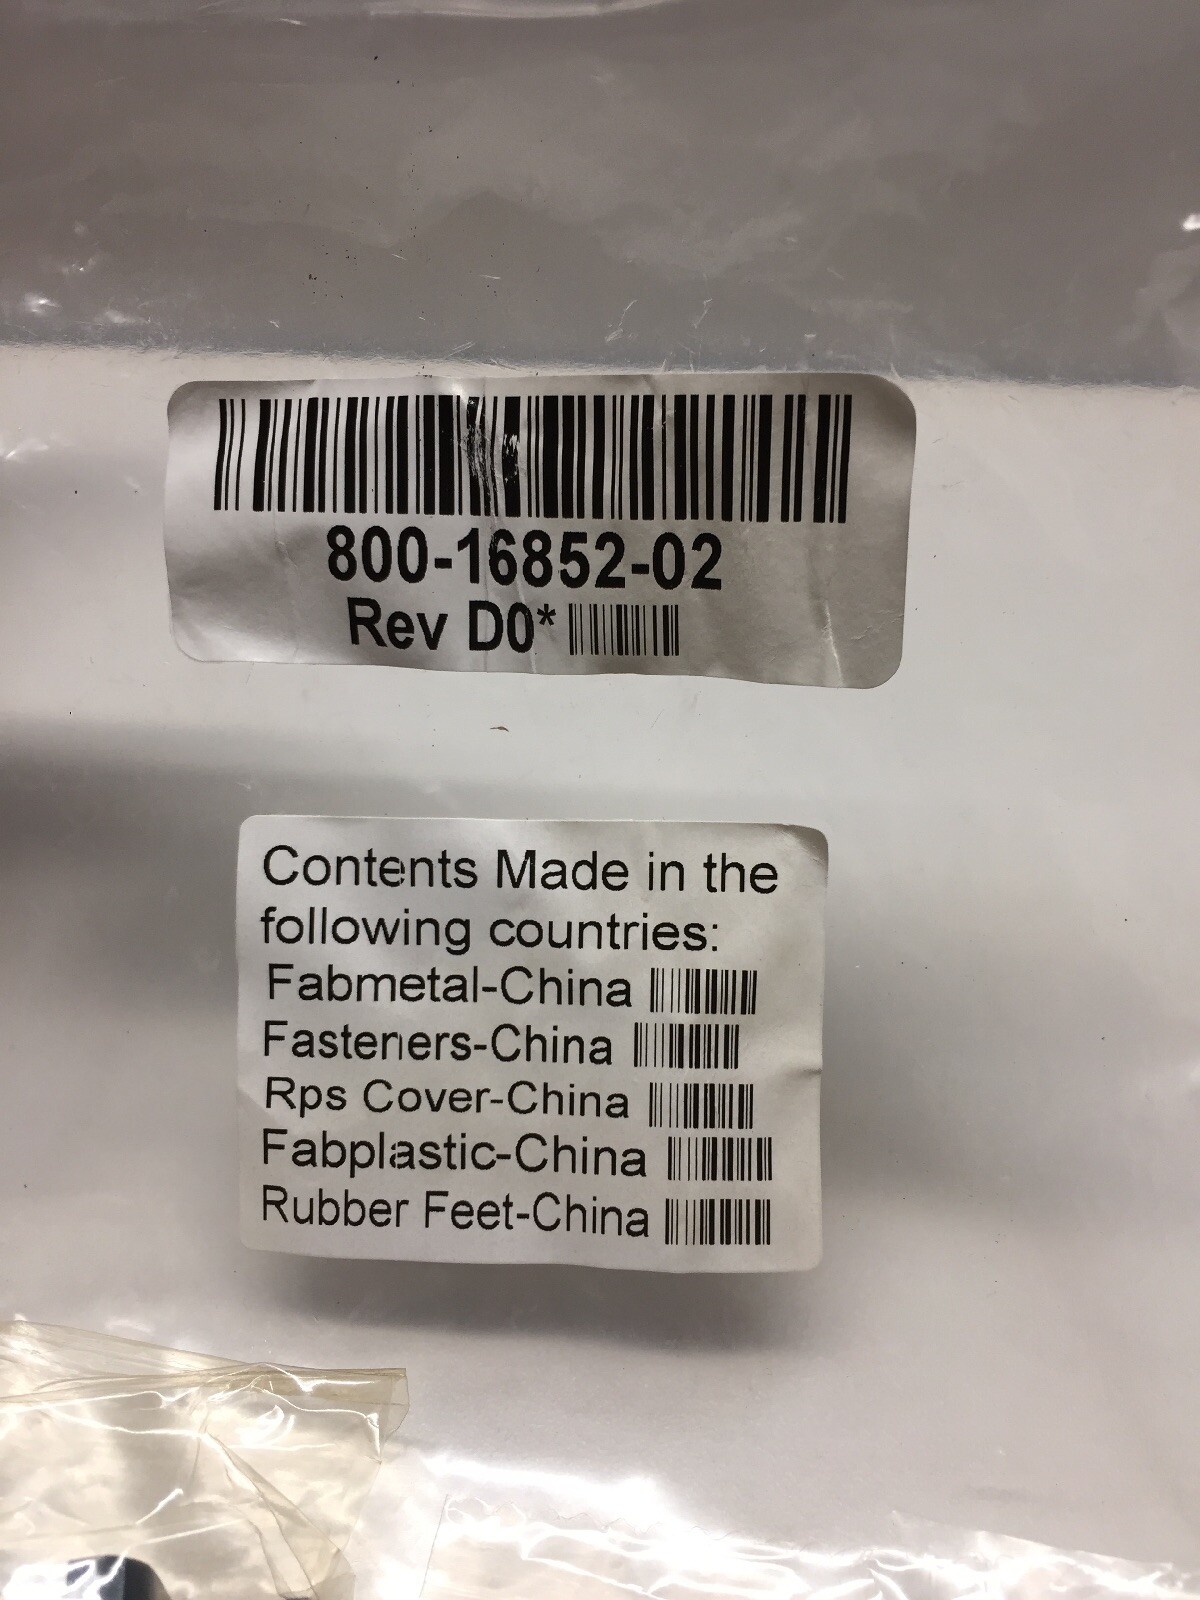 800-16852-02
Rev D0*
Contents Made in the
following countries:
Fabmetal-China
Fasteners-China
Rps Cover-China
Fabplastic-China
Rubber Feet-China